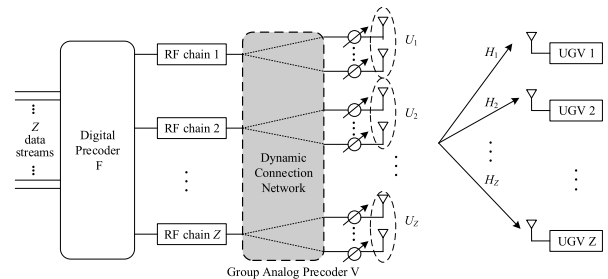 Z
data
streams
Digital
Precoder
F
RF chain 1
RF chain 2
RF chain Z
Dynamic
Connection
Network
Group Analog Precoder V
U1
U2
UZ
H1
H2
HZ
UGV 1
UGV 2
UGV Z